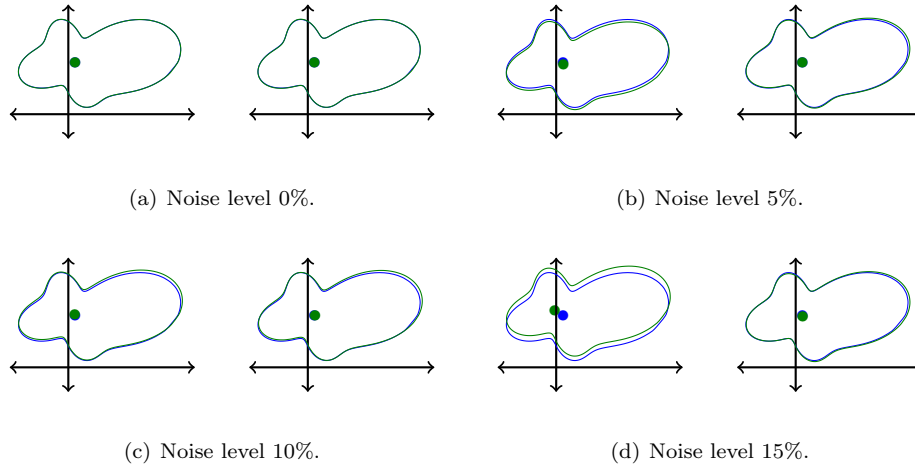 (a) Noise level 0%.
(b) Noise level 5%.
(c) Noise level 10%.
(d) Noise level 15%.